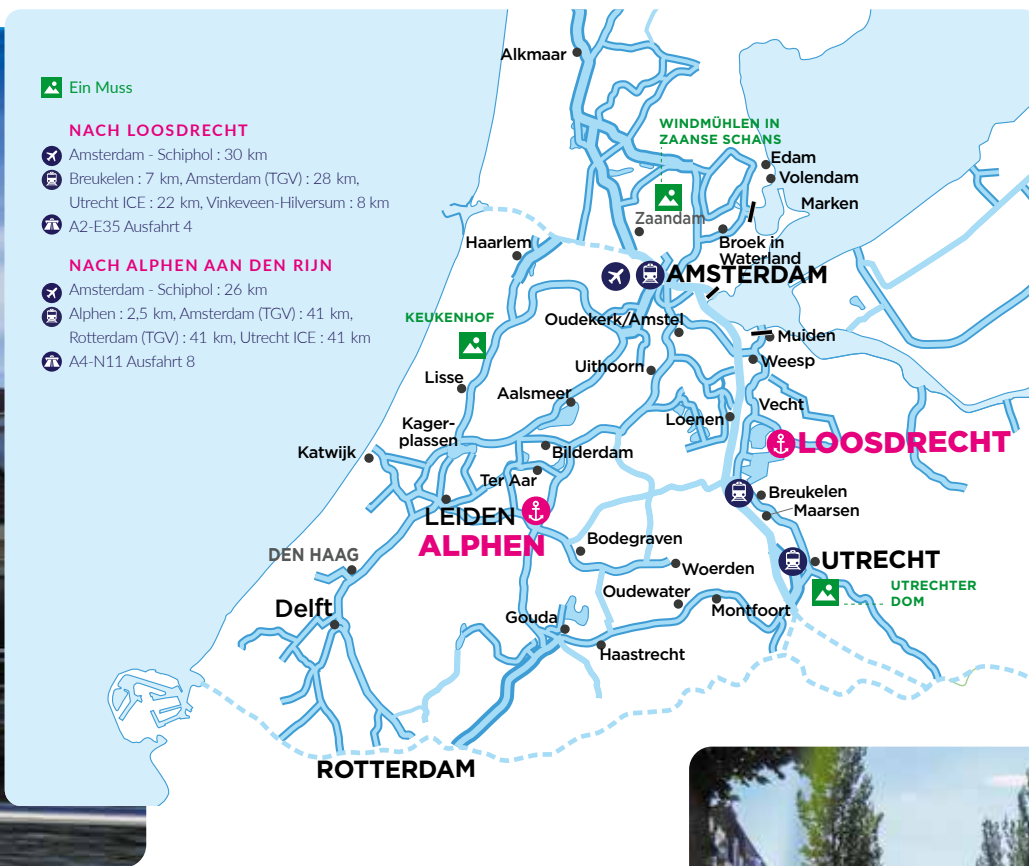 Ein Muss
NACH LOOSDRECHT
Amsterdam - Schiphol : 30 km
Breukelen : 7 km, Amsterdam (TGV) : 28 km,
Utrecht ICE : 22 km, Vinkeveen-Hilversum : 8 km
A2-E35 Ausfahrt 4
NACH ALPHEN AAN DEN RIJN
Amsterdam - Schiphol : 26 km
Alphen : 2,5 km, Amsterdam (TGV) : 41 km,
Rotterdam (TGV) : 41 km, Utrecht ICE : 41 km
A4-N11 Ausfahrt 8
Alkmaar
WINDMÜHLEN IN
ZAANSE SCHANS
Edam
Volendam
Marken
Zaandam
Broek in
Waterland
Haarlem
AMSTERDAM
KEUKENHOF
Oudekerk/Amstel
Muiden
Weesp
Uithoorn
Lisse
Aalsmeer
Vecht
Loenen
Kager-
plassen
LOOSDRECHT
Katwijk
Bilderdam
Ter Aar
Breukelen
Maarsen
LEIDEN
ALPHEN
Bodegraven
DEN HAAG
Woerden
UTRECHT
UTRECHTER
DOM
Oudewater
Montfoort
Delft
Gouda
Haastrecht
ROTTERDAM